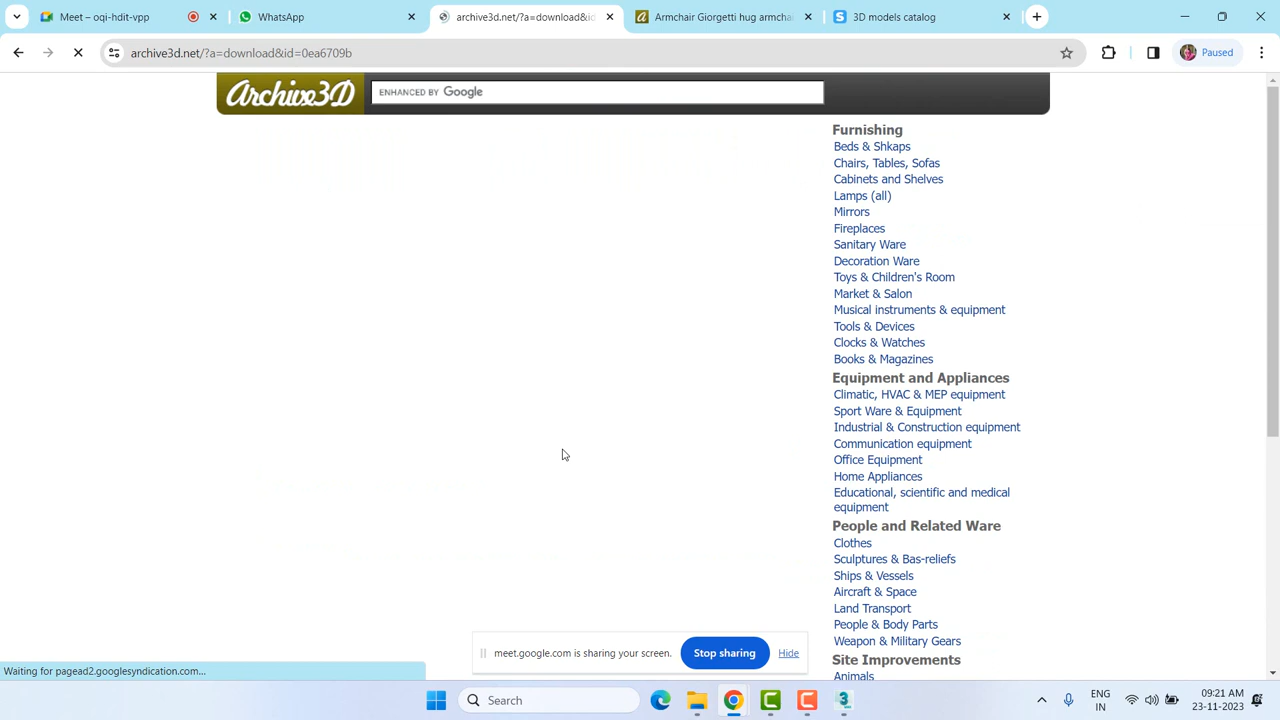 Meet – oqi-hdt-vpp
WhatsApp
archive3d.net/?a=download&id
Armchair Giorgetti hug armchai
3D models catalog
archive3d.net/?a=download&id=0ea6709b
Paused
Archive3D
ENHANCED BY Google
Furnishing
Beds & Shkaps
Chairs, Tables, Sofas
Cabinets and Shelves
Lamps (all)
Mirrors
Fireplaces
Sanitary Ware
Decoration Ware
Toys & Children's Room
Market & Salon
Musical instruments & equipment
Tools & Devices
Clocks & Watches
Books & Magazines
Equipment and Appliances
Climatic, HVAC & MEP equipment
Sport Ware & Equipment
Industrial & Construction equipment
Communication equipment
Office Equipment
Home Appliances
Educational, scientific and medical
equipment
People and Related Ware
Clothes
Sculptures & Bas-reliefs
Ships & Vessels
Aircraft & Space
Land Transport
People & Body Parts
Weapon & Military Gears
Site Improvements
Animals
meet.google.com is sharing your screen.
Stop sharing
Hide
Waiting for pagead2.googlesyndication.com...
Search
ENG
IN
09:21 AM
23-11-2023